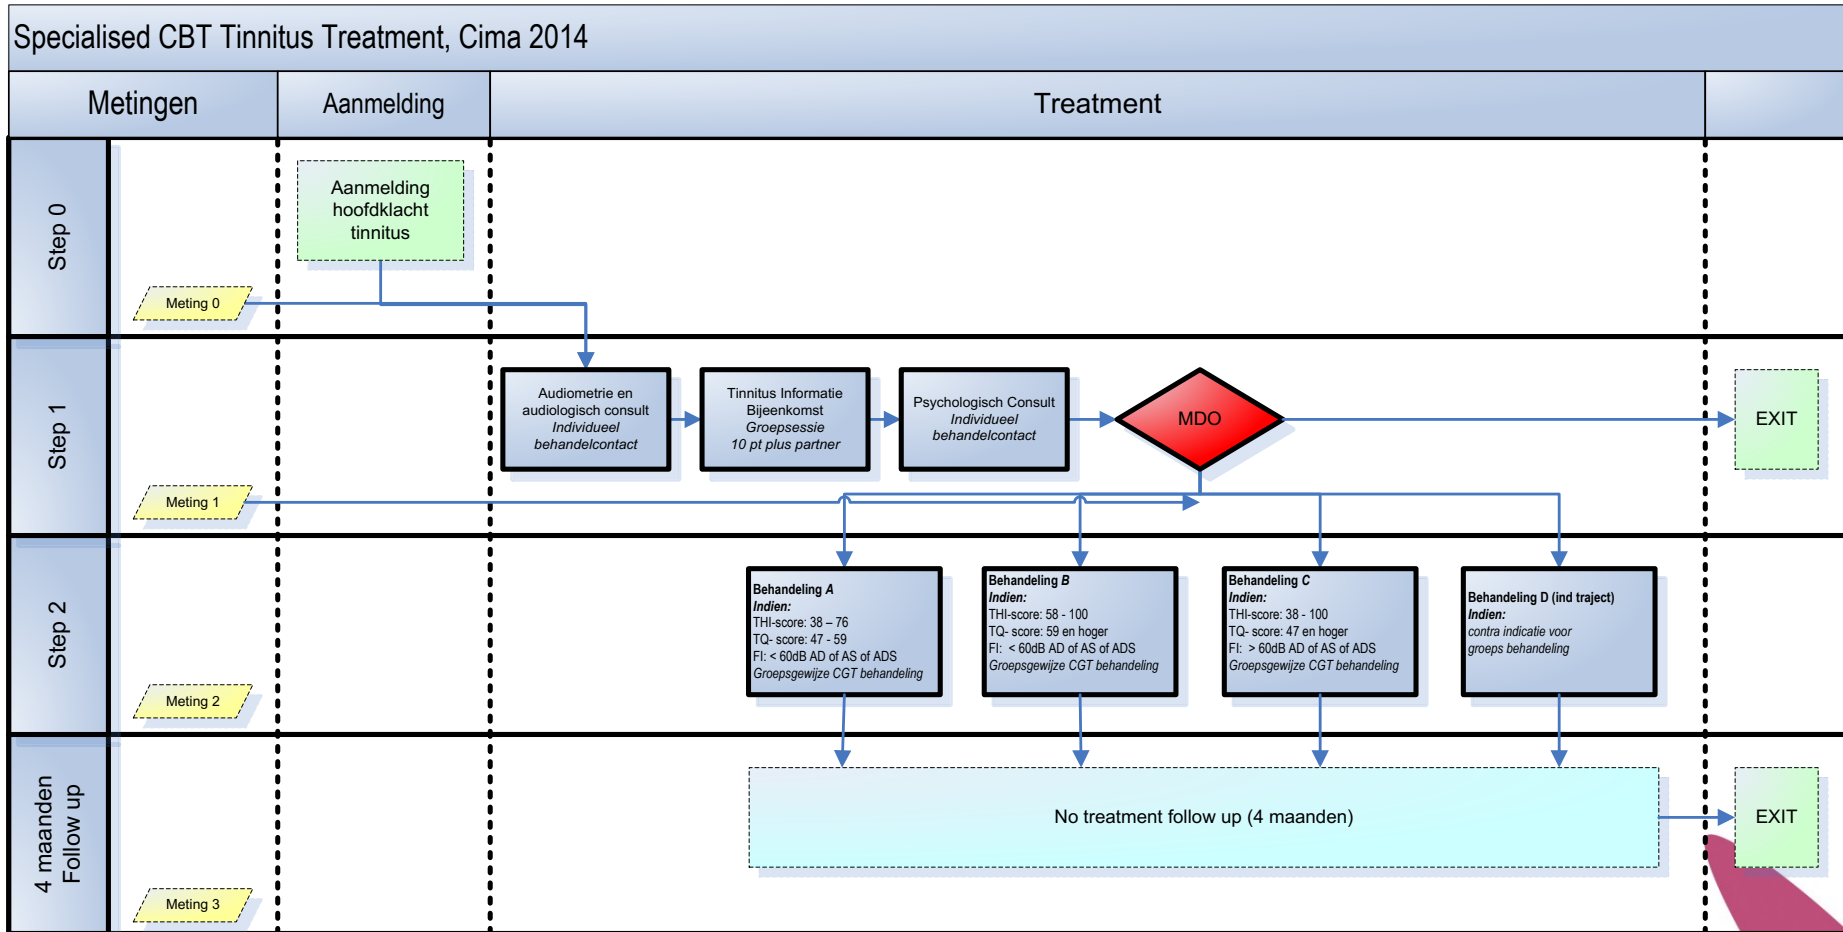 Specialised CBT Tinnitus Treatment, Cima 2014
Metingen
Aanmelding
Treatment
Step 0
Aanmelding
hoofdklacht
tinnitus
Meting 0
Step 1
Audiometrie en
audiologisch consult
Individueel
behandelcontact
Tinnitus Informatie
Bijeenkomst
Groepsessie
10 pt plus partner
Psychologisch Consult
Individueel
behandelcontact
MDO
EXIT
Meting 1
Step 2
Behandeling A
Indien:
THI-score: 38 – 76
TQ- score: 47 - 59
FI: < 60dB AD of AS of ADS
Groepsgewijze CGT behandeling
Behandeling B
Indien:
THI-score: 58 - 100
TQ- score: 59 en hoger
FI:  < 60dB AD of AS of ADS
Groepsgewijze CGT behandeling
Behandeling C
Indien:
THI-score: 38 - 100
TQ- score: 47 en hoger
FI:  > 60dB AD of AS of ADS
Groepsgewijze CGT behandeling
Behandeling D (ind traject)
Indien:
contra indicatie voor
groeps behandeling
Meting 2
4 maanden
Follow up
No treatment follow up (4 maanden)
EXIT
Meting 3